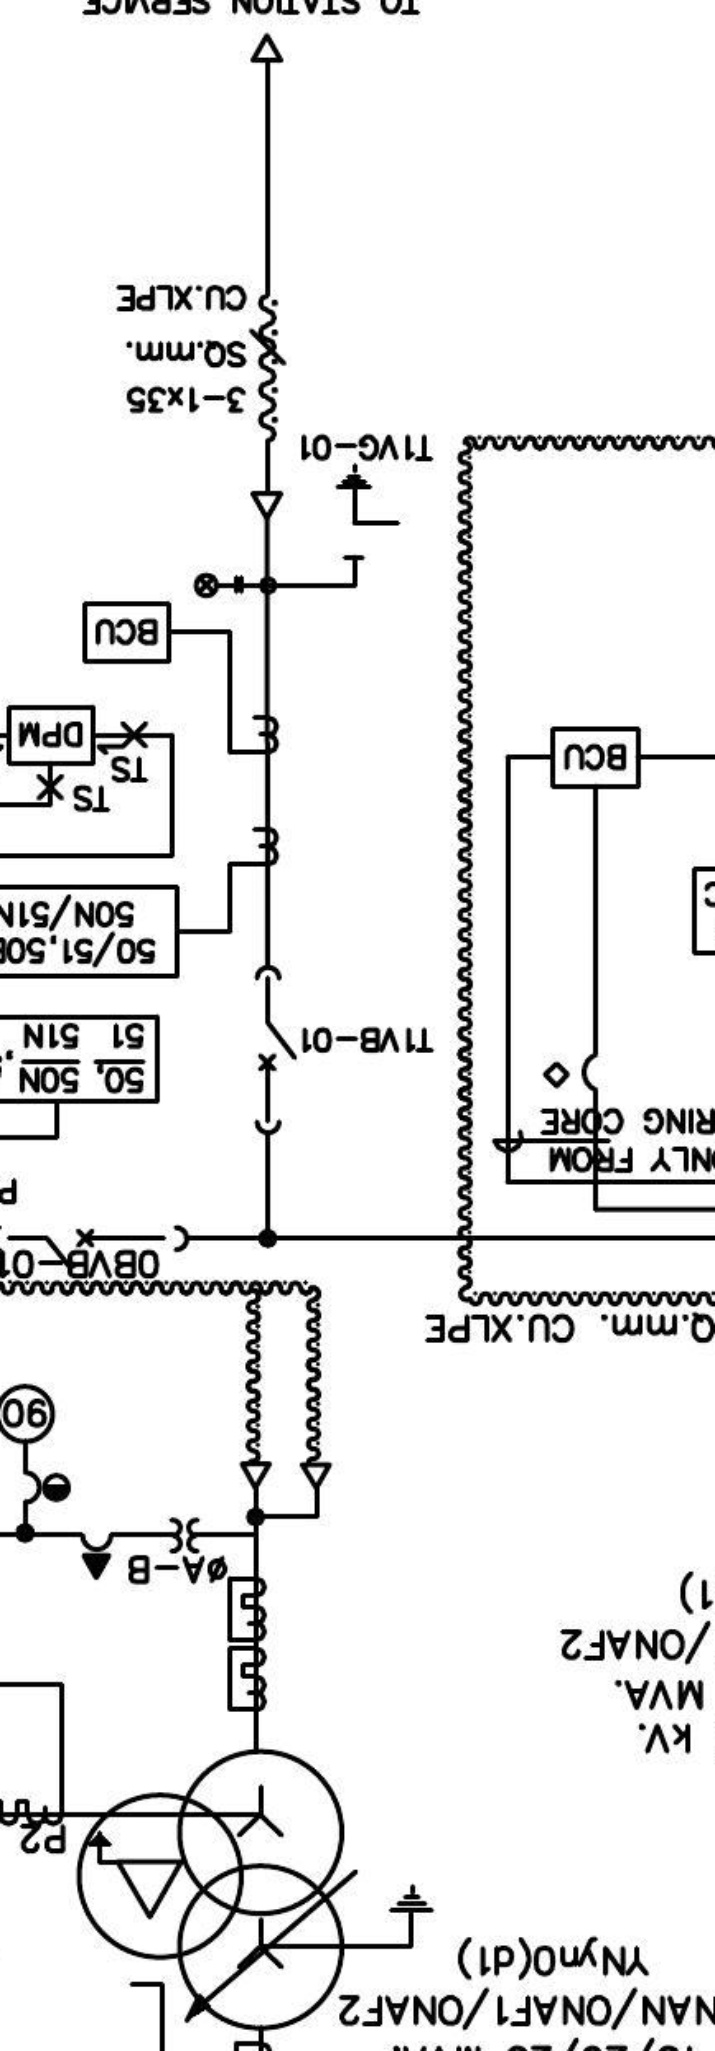 TO STATION SERVICE
CU.XLPE
SQ.mm.
3-1x35
T1VG-01
BCU
DPM
TS
TS
BCU
50N/51N
50/51,50B
51 51N
50, 50N,
T1VB-01
RING CORE
ONLY FROM
P
0BVB-01
Q.mm. CU.XLPE
90
øA-B
1)
/ONAF2
MVA.
kV.
P2
YNyn0(d1)
NAN/ONAF1/ONAF2